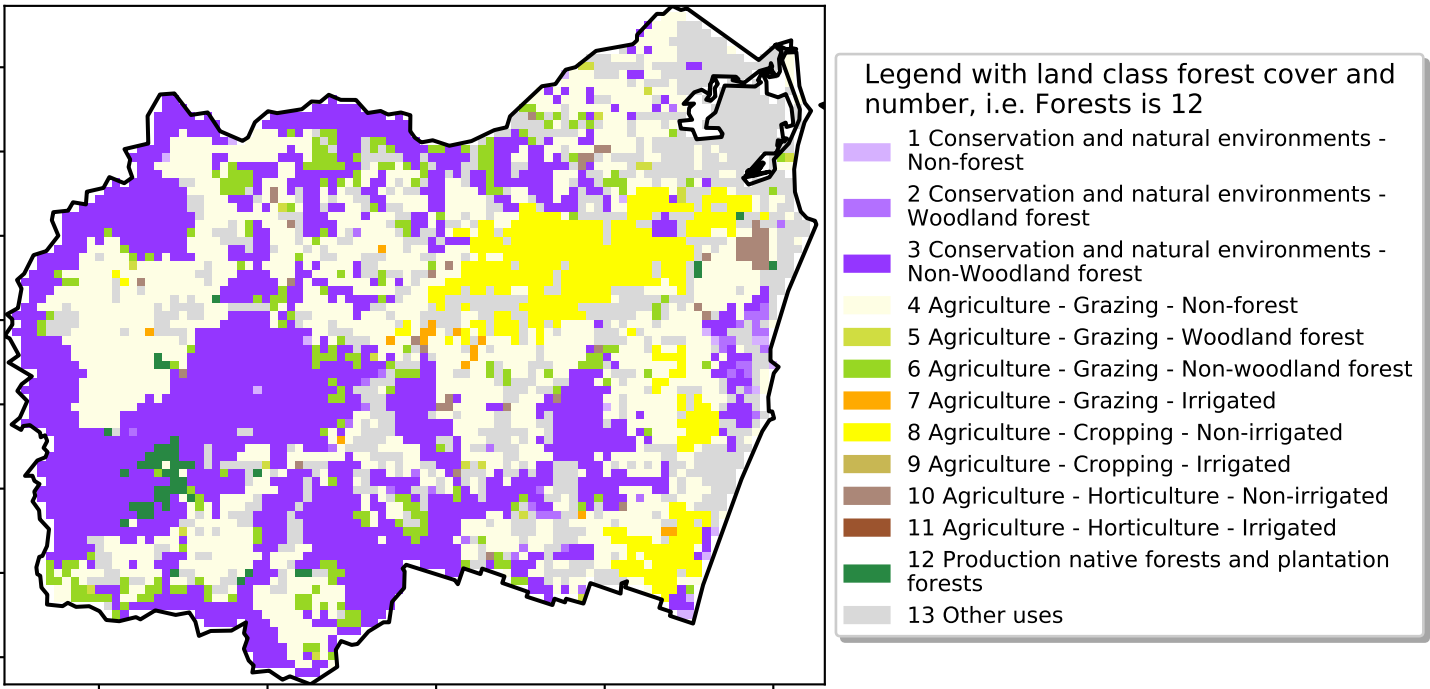 Legend with land class forest cover and
number, i.e. Forests is 12
1 Conservation and natural environments -
Non-forest
2 Conservation and natural environments -
Woodland forest
3 Conservation and natural environments -
Non-Woodland forest
4 Agriculture - Grazing - Non-forest
5 Agriculture - Grazing - Woodland forest
6 Agriculture - Grazing - Non-woodland forest
7 Agriculture - Grazing - Irrigated
8 Agriculture - Cropping - Non-irrigated
9 Agriculture - Cropping - Irrigated
10 Agriculture - Horticulture - Non-irrigated
11 Agriculture - Horticulture - Irrigated
12 Production native forests and plantation
forests
13 Other uses